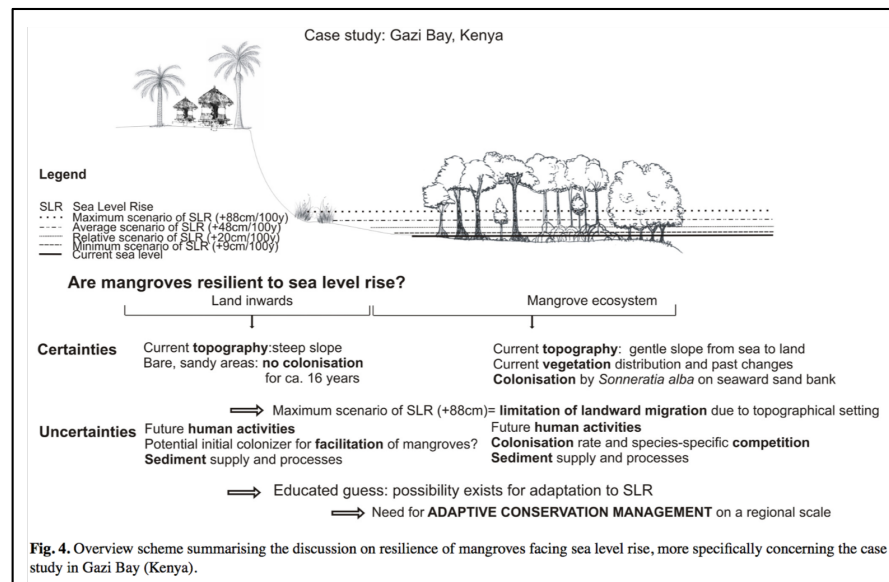 Case study: Gazi Bay, Kenya
Legend
SLR Sea Level Rise
Maximum scenario of SLR (+88cm/100y)
Average scenario of SLR (+48cm/100y)
Relative scenario of SLR (+20cm/100y)
Minimum scenario of SLR (+9cm/100y)
Current sea level
Are mangroves resilient to sea level rise?
Land inwards
Mangrove ecosystem
Certainties
Current topography:steep slope
Bare, sandy areas: no colonisation
for ca. 16 years
Current topography: gentle slope from sea to land
Current vegetation distribution and past changes
Colonisation by Sonneratia alba on seaward sand bank
Maximum scenario of SLR (+88cm)= limitation of landward migration due to topographical setting
Uncertainties
Future human activities
Potential initial colonizer for facilitation of mangroves?
Sediment supply and processes
Future human activities
Colonisation rate and species-specific competition
Sediment supply and processes
Educated guess: possibility exists for adaptation to SLR
Need for ADAPTIVE CONSERVATION MANAGEMENT on a regional scale
Fig. 4. Overview scheme summarising the discussion on resilience of mangroves facing sea level rise, more specifically concerning the case
study in Gazi Bay (Kenya).